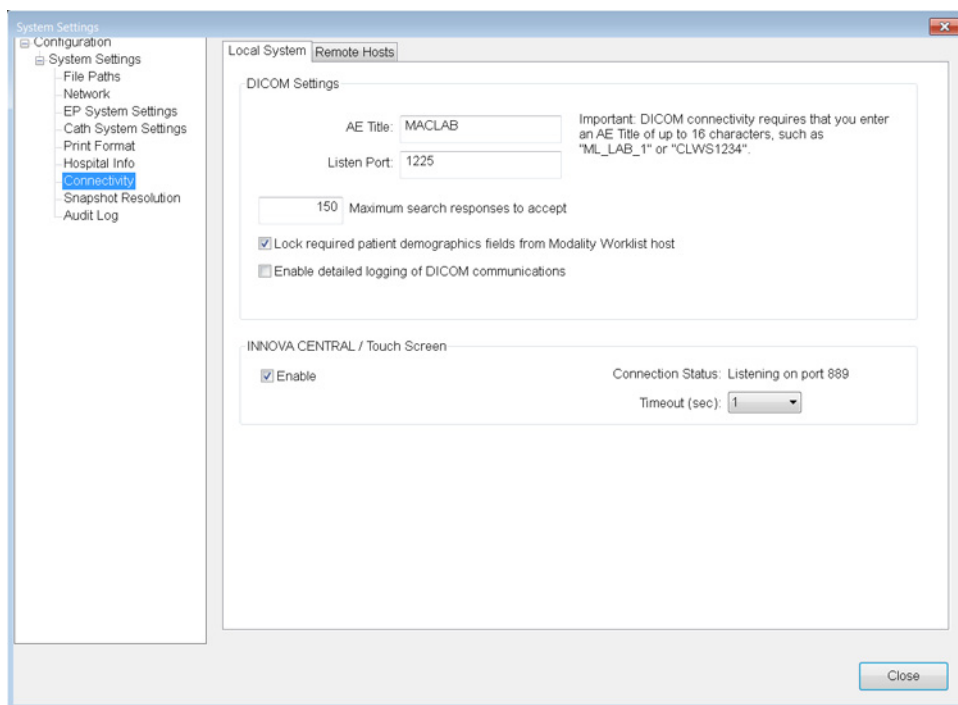 System Settings
Configuration
System Settings
File Paths
Network
EP System Settings
Cath System Settings
Print Format
Hospital Info
Connectivity
Snapshot Resolution
Audit Log
Local System
Remote Hosts
DICOM Settings
AE Title: MACLAB
Important: DICOM connectivity requires that you enter
an AE Title of up to 16 characters, such as
"ML_LAB_1" or "CLWS1234".
Listen Port: 1225
150 Maximum search responses to accept
Lock required patient demographics fields from Modality Worklist host
Enable detailed logging of DICOM communications
INNOVA CENTRAL / Touch Screen
Enable
Connection Status: Listening on port 889
Timeout (sec): 1
Close